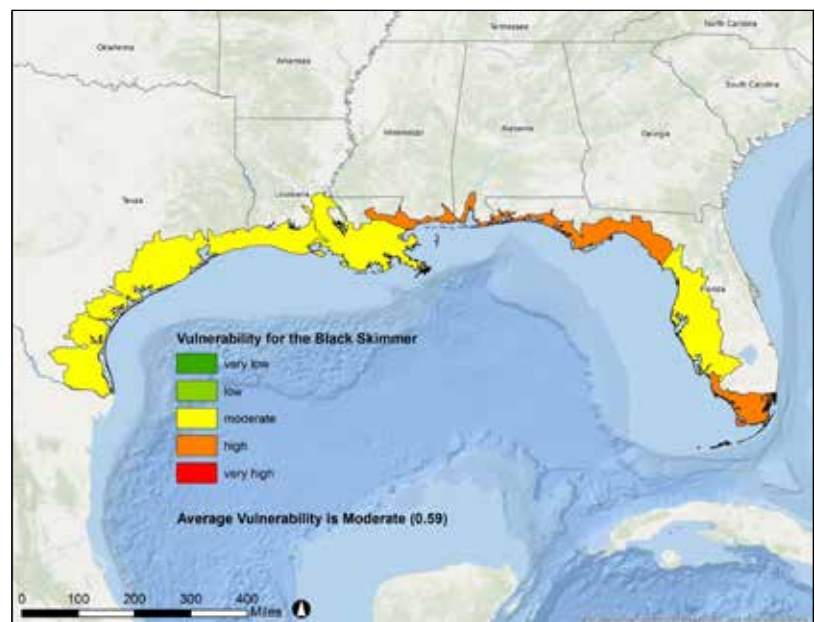 Tennessee
North Carolina
Oklahoma
Arkansas
South Carolina
Mississippi
Alabama
Georgia
Texas
Louisiana
Florida
Vulnerability for the Black Skimmer
very low
low
moderate
high
very high
Average Vulnerability is Moderate (0.59)
0 100 200 300 400
Miles